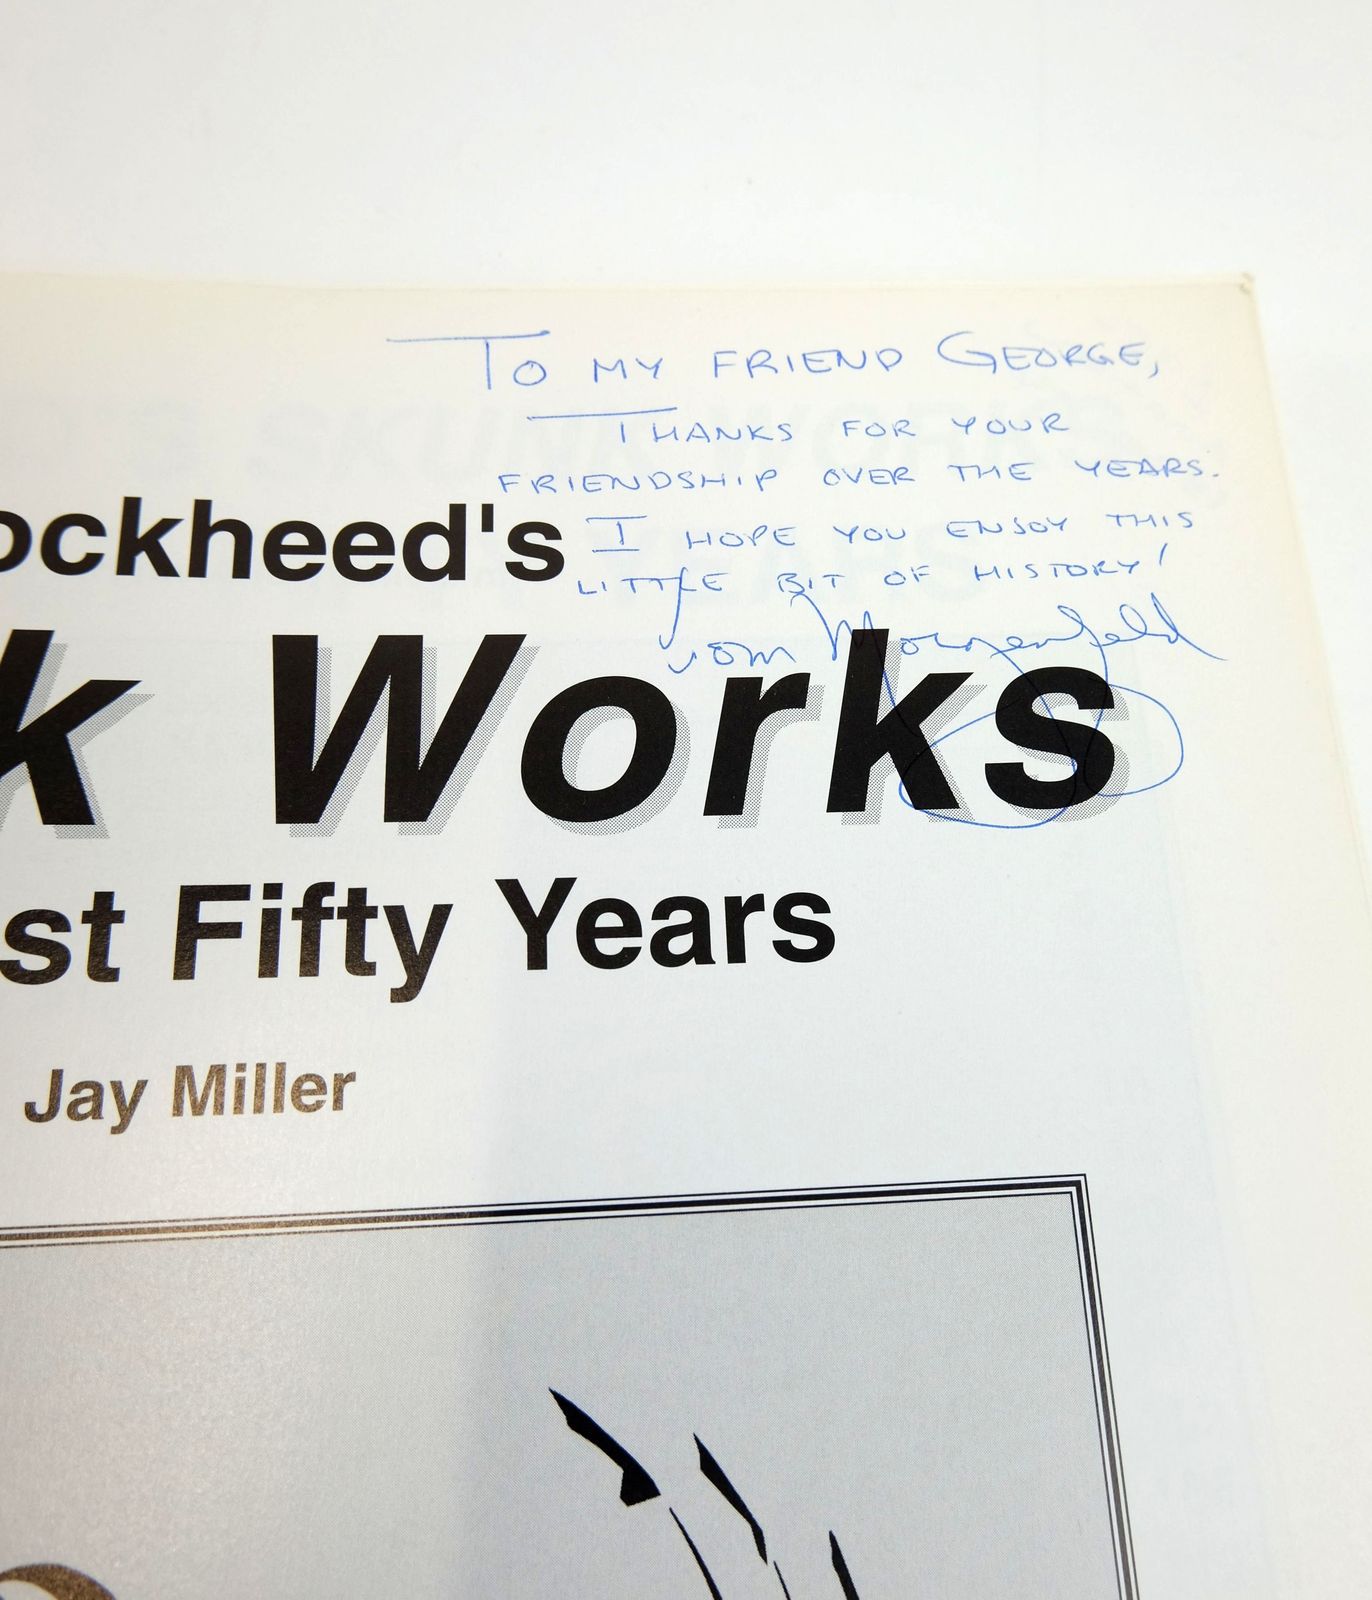 To my friend George,
Thanks for your
friendship over the years.
I hope you enjoy this
little bit of history!
Tom Morgenfeld
ockheed's
k Works
st Fifty Years
Jay Miller